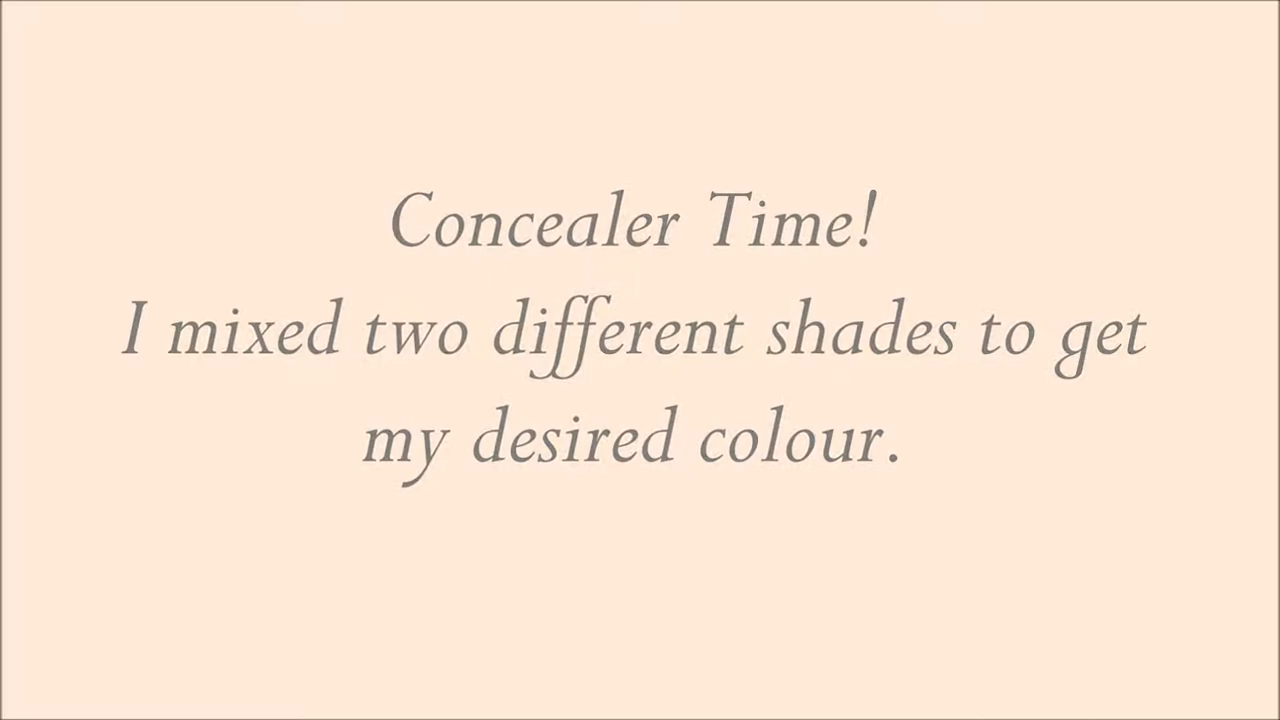 Concealer Time!
I mixed two different shades to get
my desired colour.